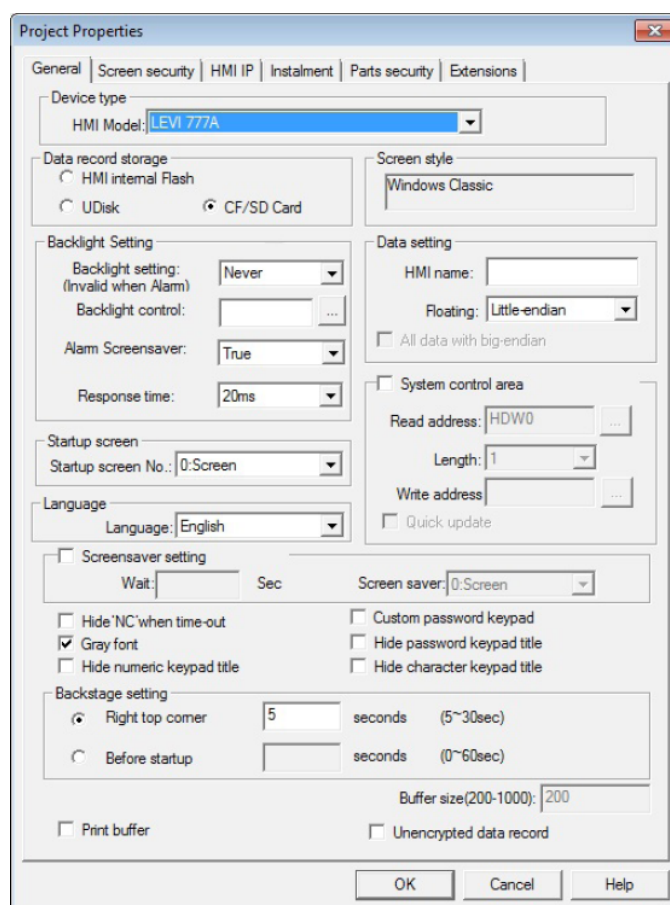 Project Properties
General Screen security HMI IP Instalment Parts security Extensions
Device type
HMI Model: LEVI 777A
Data record storage
HMI internal Flash
UDisk CF/SD Card
Screen style
Windows Classic
Backlight Setting
Backlight setting: Never
(Invalid when Alarm)
Backlight control: ...
Alarm Screensaver: True
Response time: 20ms
Data setting
HMI name:
Floating: Little-endian
All data with big-endian
System control area
Read address: HDW0 ...
Length: 1
Write address ...
Quick update
Startup screen
Startup screen No.: 0:Screen
Language
Language: English
Screensaver setting
Wait: Sec Screen saver: 0:Screen
Hide'NC'when time-out Custom password keypad
Gray font Hide password keypad title
Hide numeric keypad title Hide character keypad title
Backstage setting
Right top corner 5 seconds (5~30sec)
Before startup seconds (0~60sec)
Buffer size(200-1000): 200
Print buffer Unencrypted data record
OK Cancel Help